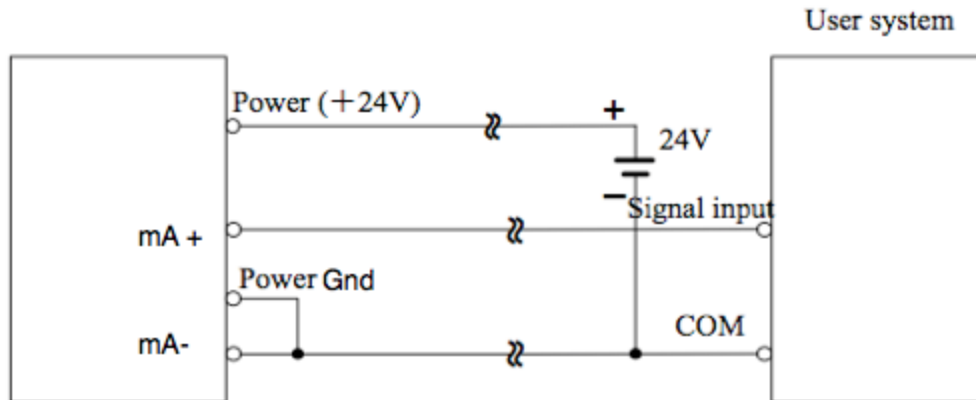 User system
Power (+24V)
+
24V
−
Signal input
mA +
Power Gnd
COM
mA-